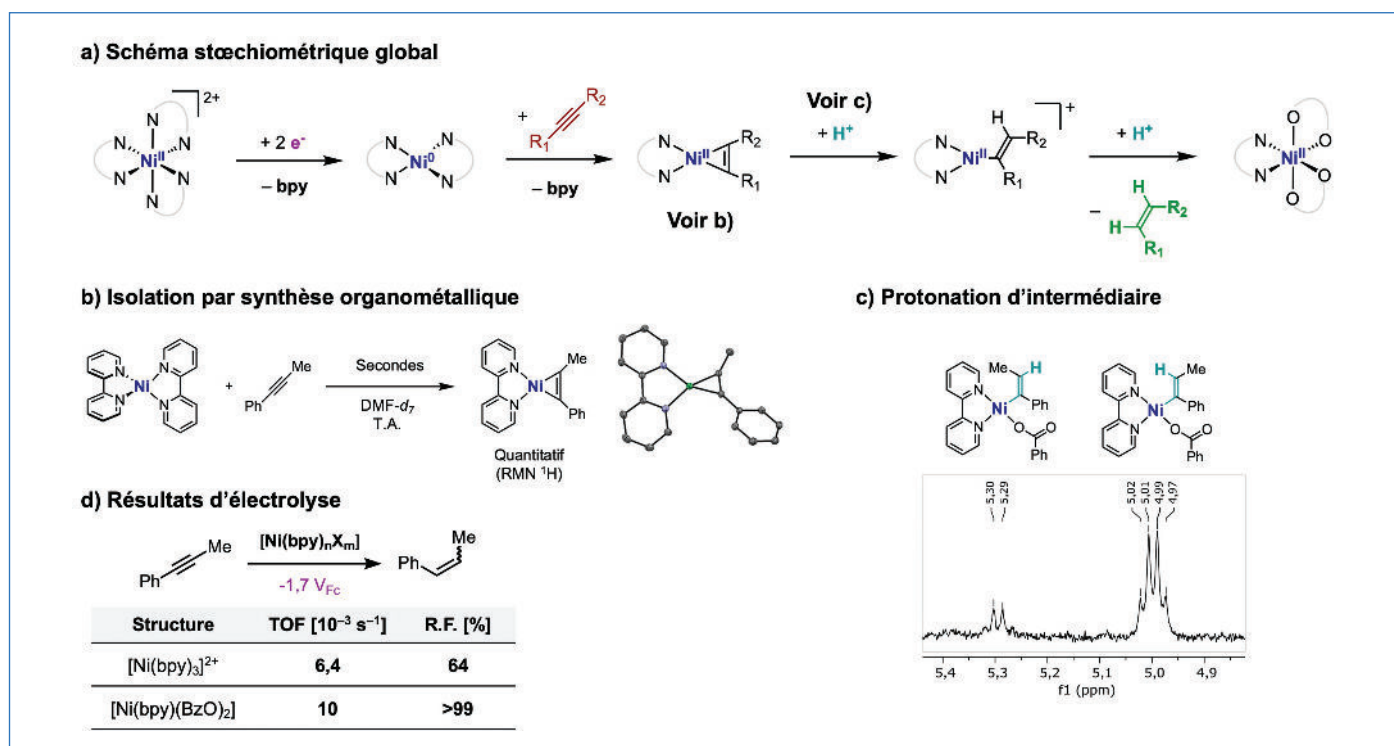 a) Schéma stœchiométrique global
2+
N
N
N
Ni^II
N
N
N
+ 2 e-
– bpy
N
N
Ni^0
N
N
+
R2
R1
– bpy
N
Ni^II
N
R2
R1
Voir b)
Voir c)
+ H+
+
N
Ni^II
N
H
R2
R1
+ H+
–
H
R2
H
R1
O
N
Ni^II
O
N
O
O
b) Isolation par synthèse organométallique
N
N
Ni
N
N
+
Me
Ph
Secondes
DMF-d7
T.A.
N
Ni
N
Me
Ph
Quantitatif
(RMN ¹H)
c) Protonation d’intermédiaire
Me
H
N
Ni
Ph
N
O
O
Ph
H
Me
N
Ni
Ph
N
O
O
Ph
5,30
5,29
5,02
5,01
4,99
4,97
5,4
5,3
5,2
5,1
5,0
4,9
f1 (ppm)
d) Résultats d’électrolyse
Me
Ph
[Ni(bpy)nXm]
-1,7 VFc
Me
Ph
Structure TOF [10⁻³ s⁻¹] R.F. [%]
[Ni(bpy)3]2+ 6,4 64
[Ni(bpy)(BzO)2] 10 >99